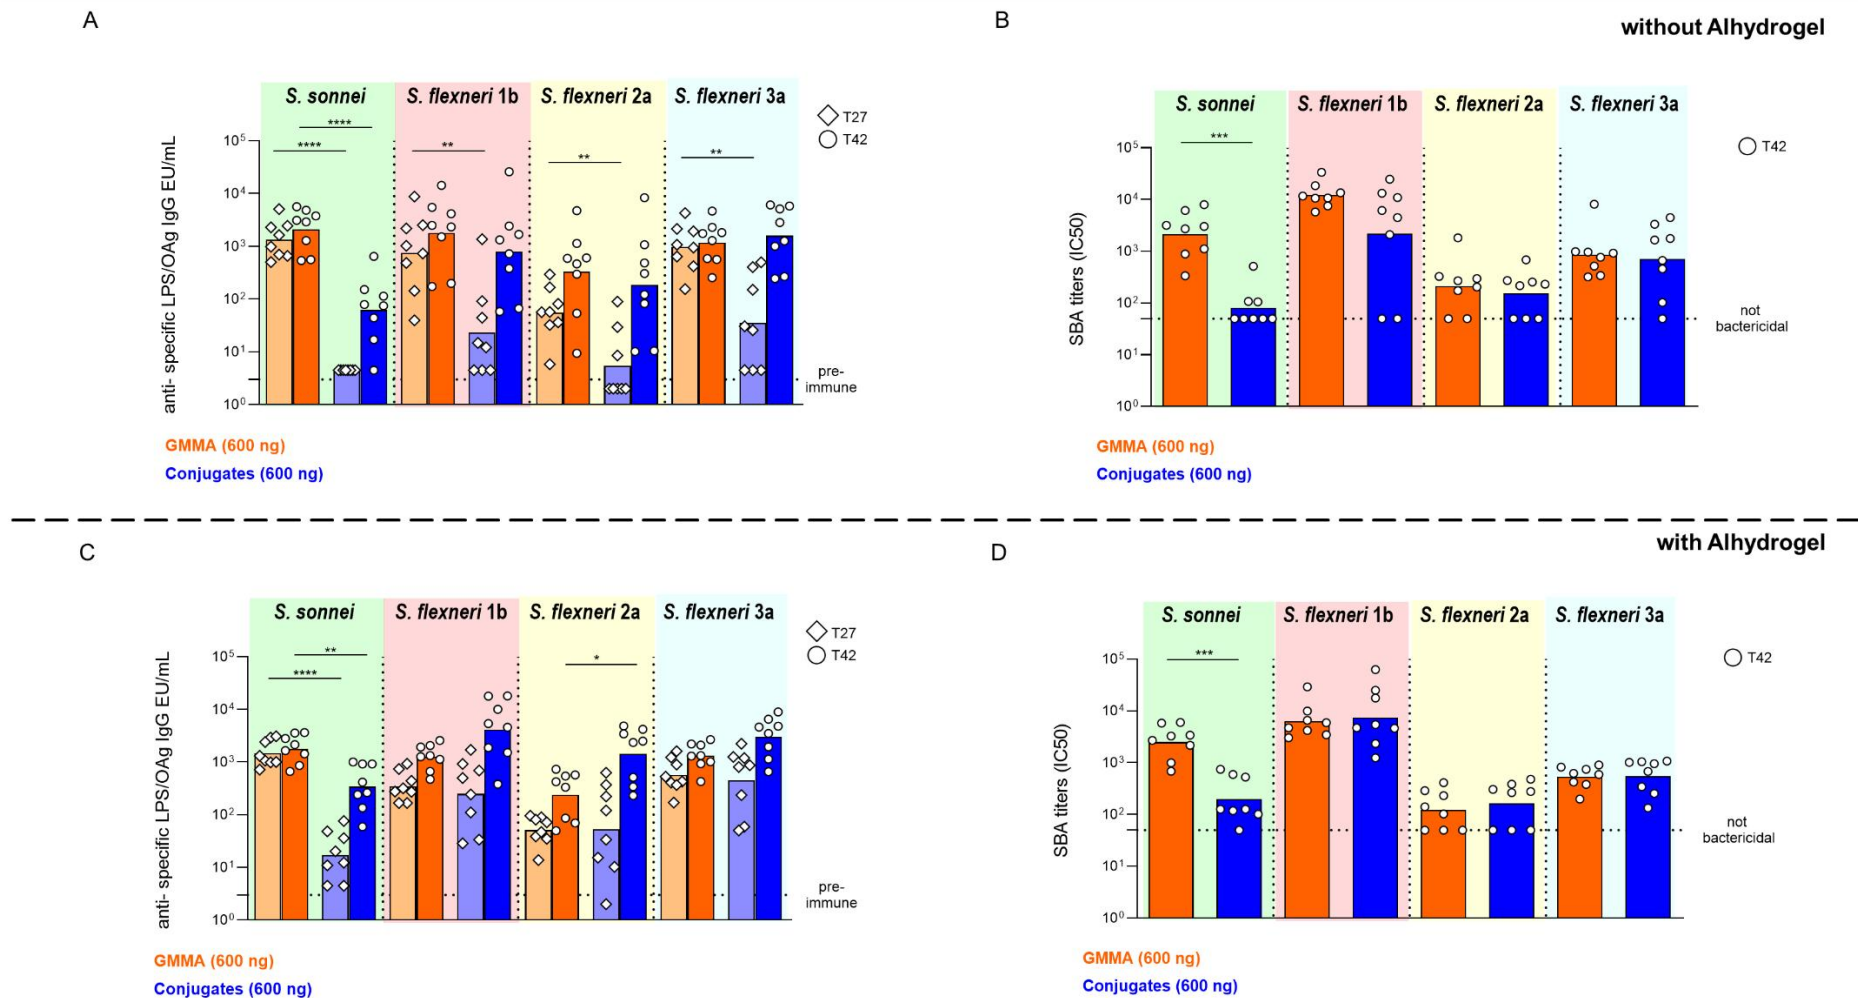 A
B
without Alhydrogel
S. sonnei
S. flexneri 1b
S. flexneri 2a
S. flexneri 3a
T27
T42
anti- specific LPS/OAg IgG EU/mL
10⁵
10⁴
10³
10²
10¹
10⁰
****
****
**
**
**
pre-
immune
GMMA (600 ng)
Conjugates (600 ng)
S. sonnei
S. flexneri 1b
S. flexneri 2a
S. flexneri 3a
T42
SBA titers (IC50)
10⁵
10⁴
10³
10²
10¹
10⁰
***
not
bactericidal
GMMA (600 ng)
Conjugates (600 ng)
C
D
with Alhydrogel
S. sonnei
S. flexneri 1b
S. flexneri 2a
S. flexneri 3a
T27
T42
anti- specific LPS/OAg IgG EU/mL
10⁵
10⁴
10³
10²
10¹
10⁰
**
****
*
pre-
immune
GMMA (600 ng)
Conjugates (600 ng)
S. sonnei
S. flexneri 1b
S. flexneri 2a
S. flexneri 3a
T42
SBA titers (IC50)
10⁵
10⁴
10³
10²
10¹
10⁰
***
not
bactericidal
GMMA (600 ng)
Conjugates (600 ng)